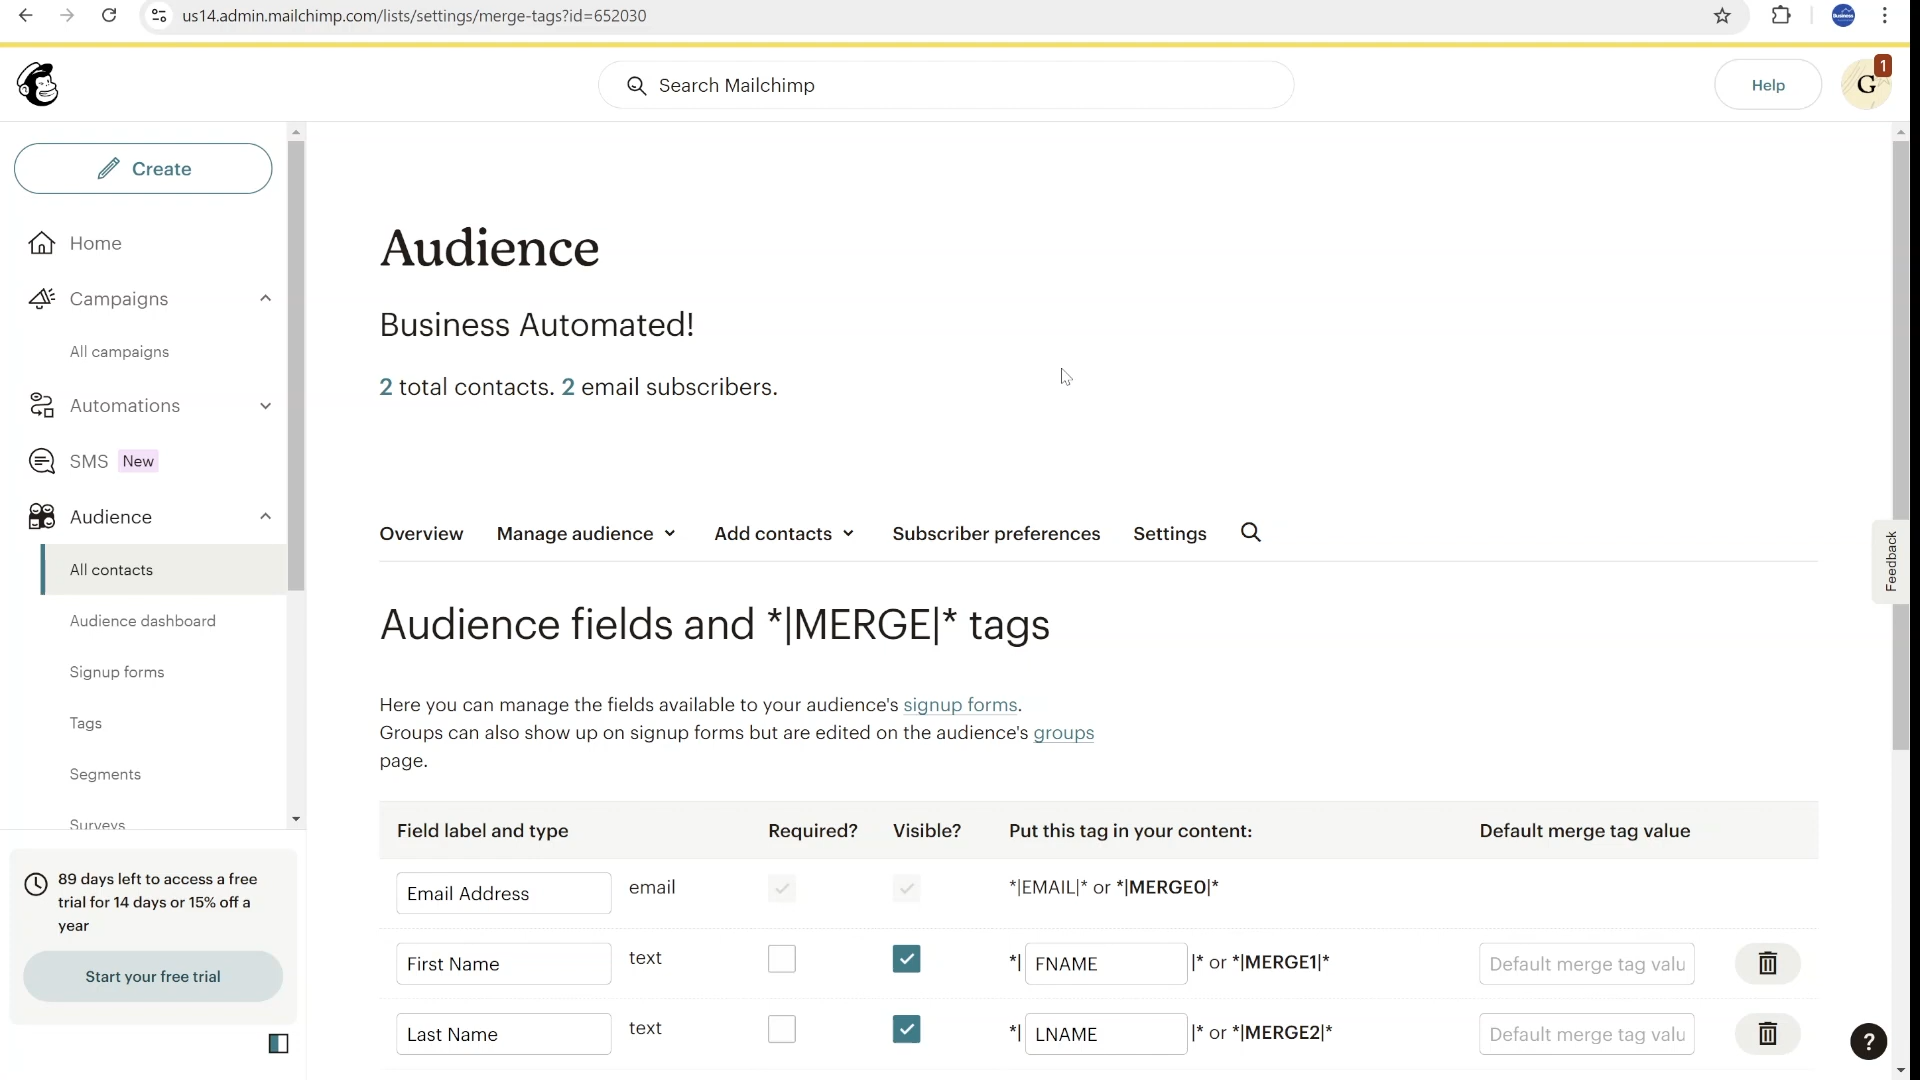 us14.admin.mailchimp.com/lists/settings/merge-tags?id=652030
Search Mailchimp
Help
G
1
Create
Home
Campaigns
All campaigns
Automations
SMS New
Audience
All contacts
Audience dashboard
Signup forms
Tags
Segments
Surveys
89 days left to access a free
trial for 14 days or 15% off a
year
Start your free trial
Audience
Business Automated!
2 total contacts. 2 email subscribers.
Overview Manage audience Add contacts Subscriber preferences Settings
Audience fields and *|MERGE|* tags
Here you can manage the fields available to your audience's signup forms.
Groups can also show up on signup forms but are edited on the audience's groups
page.
Field label and type Required? Visible? Put this tag in your content: Default merge tag value
Email Address email *|EMAIL|* or *|MERGE0|*
First Name text *| FNAME |* or *|MERGE1|* Default merge tag valu
Last Name text *| LNAME |* or *|MERGE2|* Default merge tag valu
Feedback
?